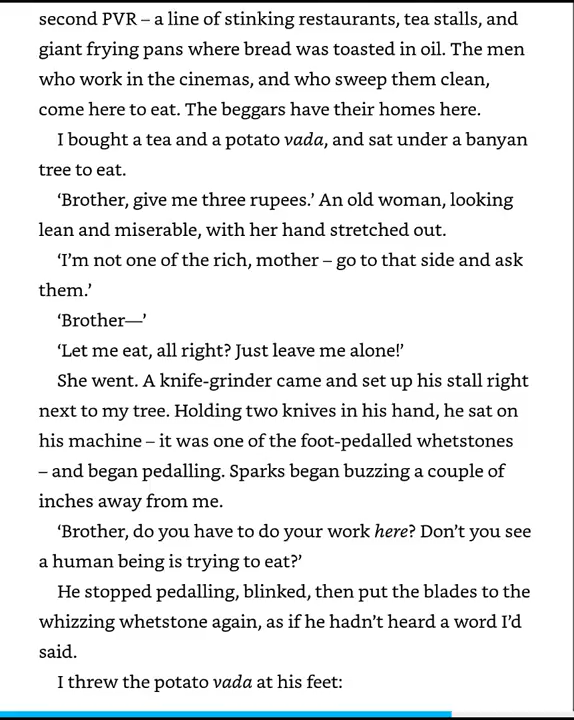 second PVR – a line of stinking restaurants, tea stalls, and
giant frying pans where bread was toasted in oil. The men
who work in the cinemas, and who sweep them clean,
come here to eat. The beggars have their homes here.
I bought a tea and a potato vada, and sat under a banyan
tree to eat.
‘Brother, give me three rupees.’ An old woman, looking
lean and miserable, with her hand stretched out.
‘I’m not one of the rich, mother – go to that side and ask
them.’
‘Brother—’
‘Let me eat, all right? Just leave me alone!’
She went. A knife-grinder came and set up his stall right
next to my tree. Holding two knives in his hand, he sat on
his machine – it was one of the foot-pedalled whetstones
– and began pedalling. Sparks began buzzing a couple of
inches away from me.
‘Brother, do you have to do your work here? Don’t you see
a human being is trying to eat?’
He stopped pedalling, blinked, then put the blades to the
whizzing whetstone again, as if he hadn’t heard a word I’d
said.
I threw the potato vada at his feet: